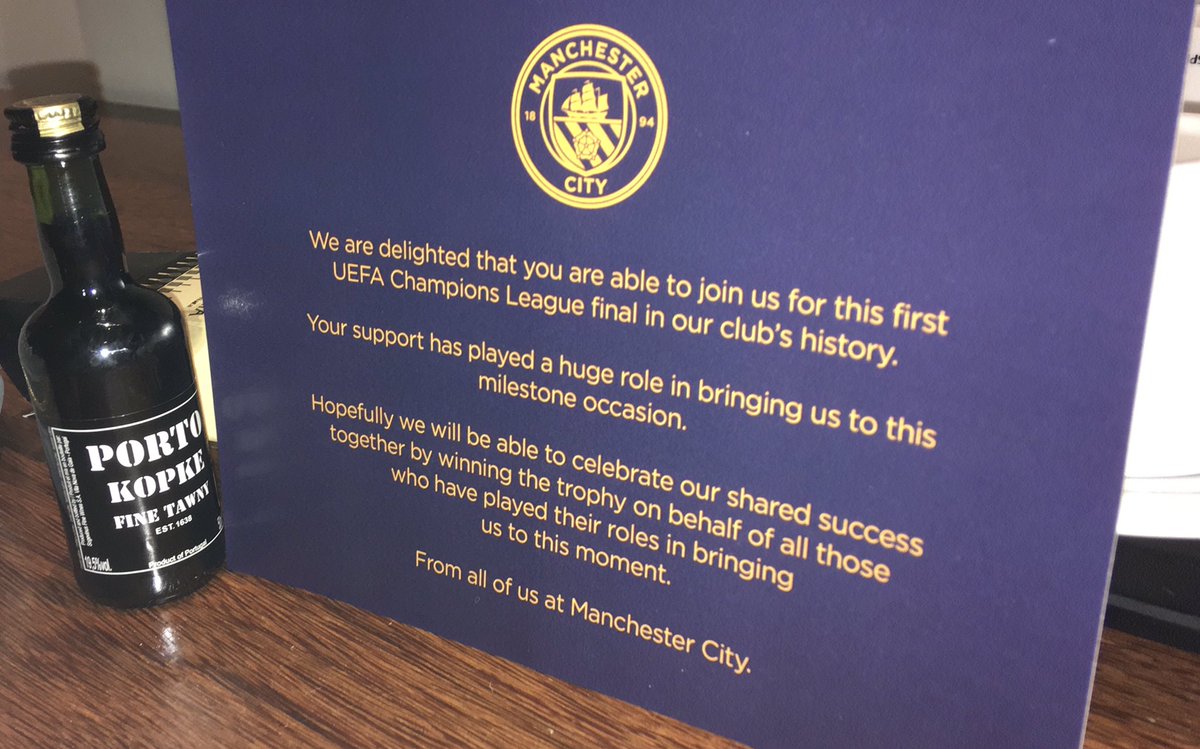 MANCHESTER
18 94
CITY
We are delighted that you are able to join us for this first
UEFA Champions League final in our club's history.
Your support has played a huge role in bringing us to this
milestone occasion.
Hopefully we will be able to celebrate our shared success
together by winning the trophy on behalf of all those
who have played their roles in bringing
us to this moment.
From all of us at Manchester City.
PORTO
KOPKE
FINE TAWNY
EST. 1638
Product of Portugal
19.5%vol.